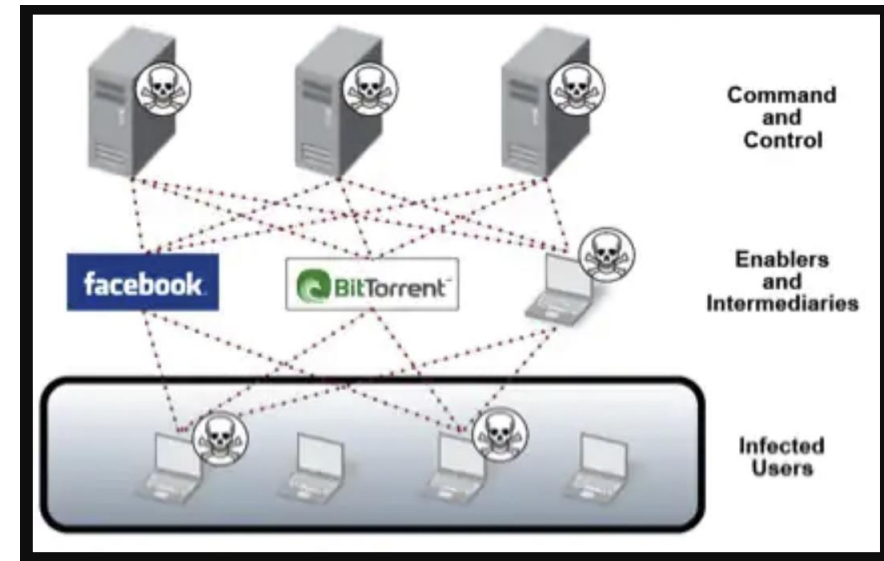 Command
and
Control
facebook
BitTorrent
Enablers
and
Intermediaries
Infected
Users